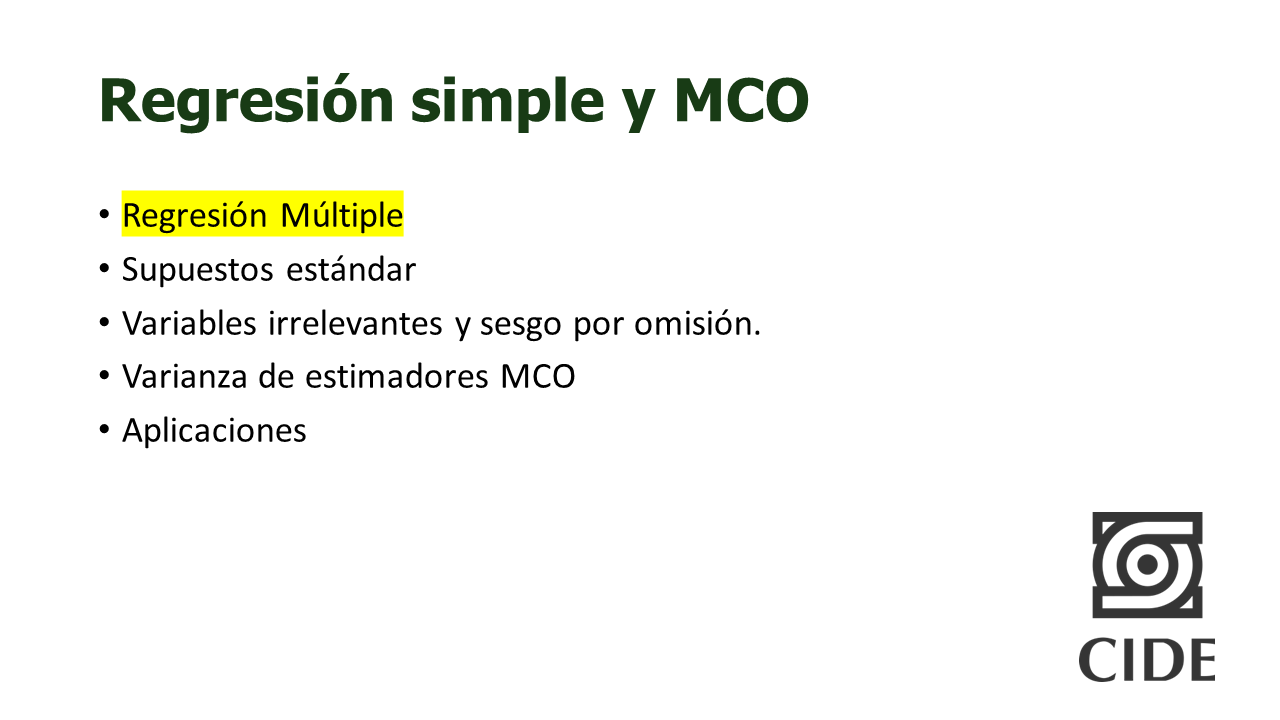 Regresión simple y MCO
• Regresión Múltiple
• Supuestos estándar
• Variables irrelevantes y sesgo por omisión.
• Varianza de estimadores MCO
• Aplicaciones
CIDE